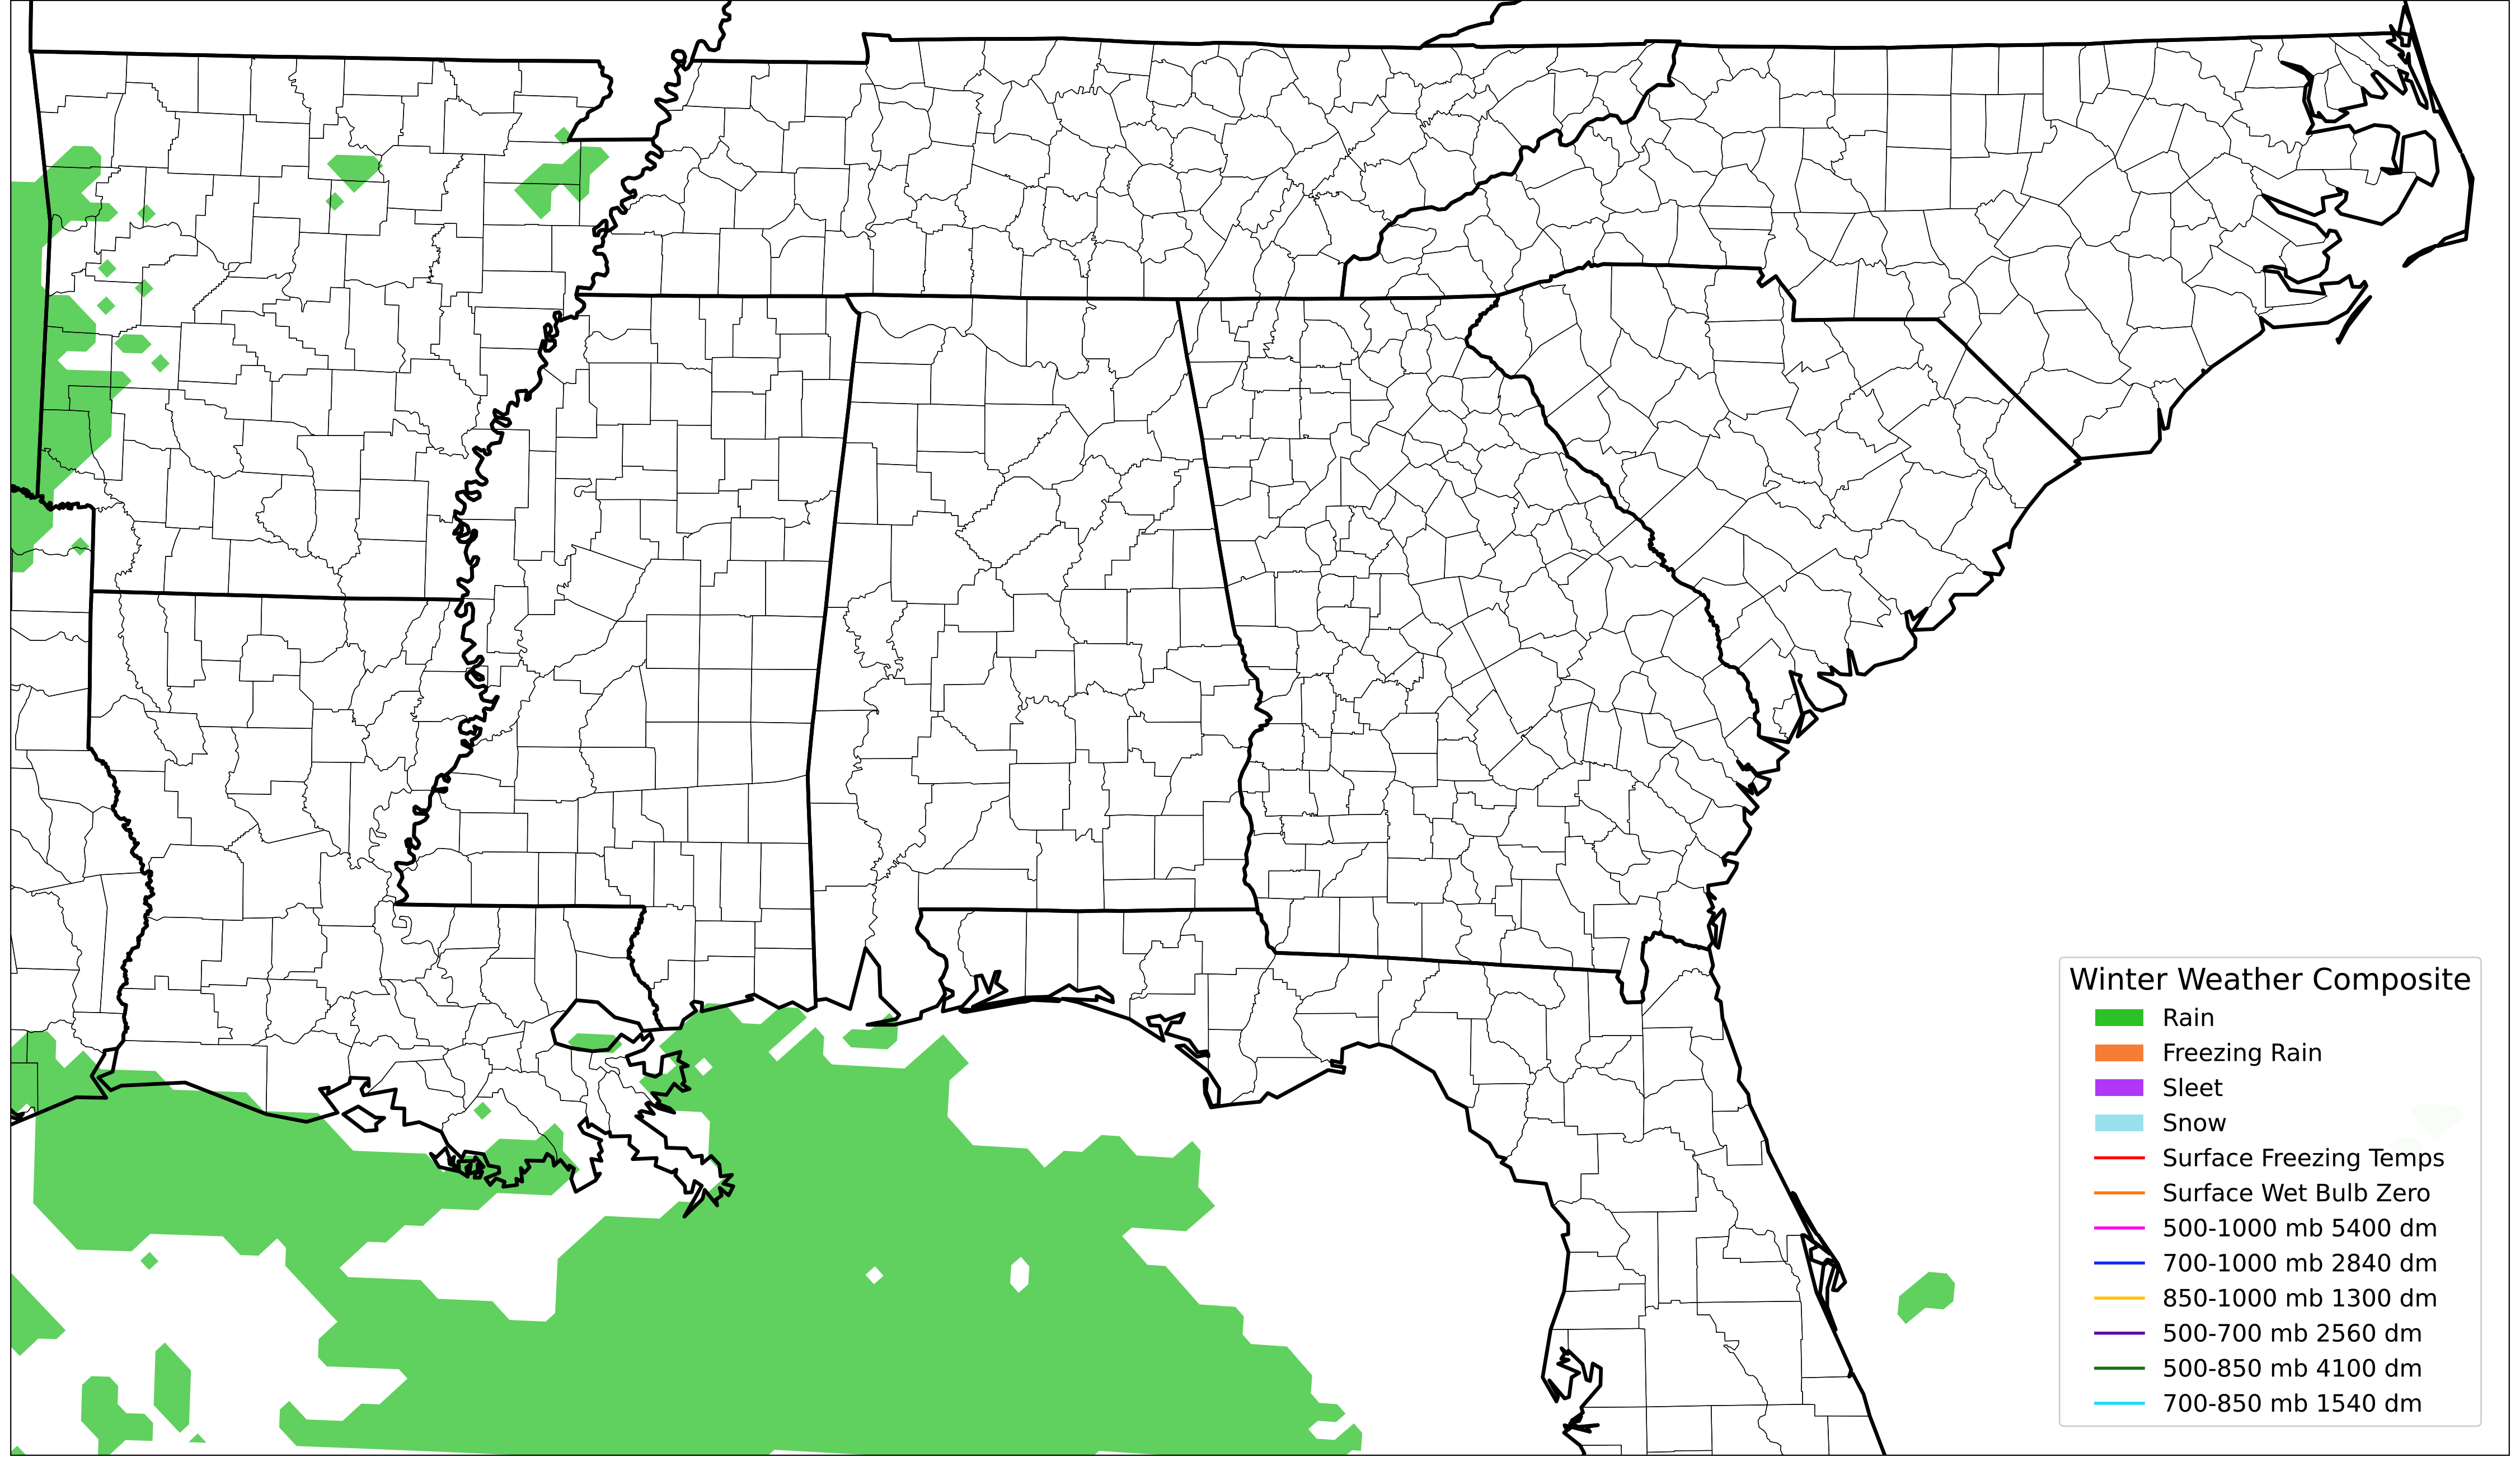 Winter Weather Composite
Rain
Freezing Rain
Sleet
Snow
Surface Freezing Temps
Surface Wet Bulb Zero
500-1000 mb 5400 dm
700-1000 mb 2840 dm
850-1000 mb 1300 dm
500-700 mb 2560 dm
500-850 mb 4100 dm
700-850 mb 1540 dm